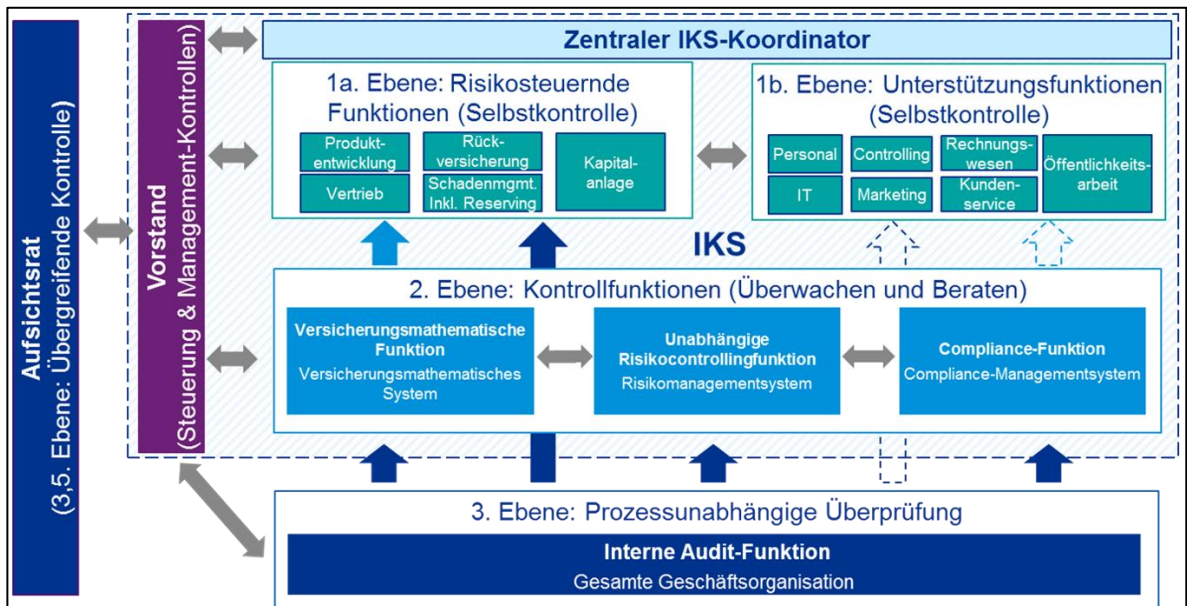 Aufsichtsrat
(3,5. Ebene: Übergreifende Kontrolle)
Vorstand
(Steuerung & Management-Kontrollen)
Zentraler IKS-Koordinator
1a. Ebene: Risikosteuernde
Funktionen (Selbstkontrolle)
Produkt-
entwicklung
Rück-
versicherung
Kapital-
anlage
Vertrieb
Schadenmgmt.
Inkl. Reserving
1b. Ebene: Unterstützungsfunktionen
(Selbstkontrolle)
Personal
Controlling
Rechnungs-
wesen
Öffentlichkeits-
arbeit
IT
Marketing
Kunden-
service
IKS
2. Ebene: Kontrollfunktionen (Überwachen und Beraten)
Versicherungsmathematische
Funktion
Versicherungsmathematisches
System
Unabhängige
Risikocontrollingfunktion
Risikomanagementsystem
Compliance-Funktion
Compliance-Managementsystem
3. Ebene: Prozessunabhängige Überprüfung
Interne Audit-Funktion
Gesamte Geschäftsorganisation